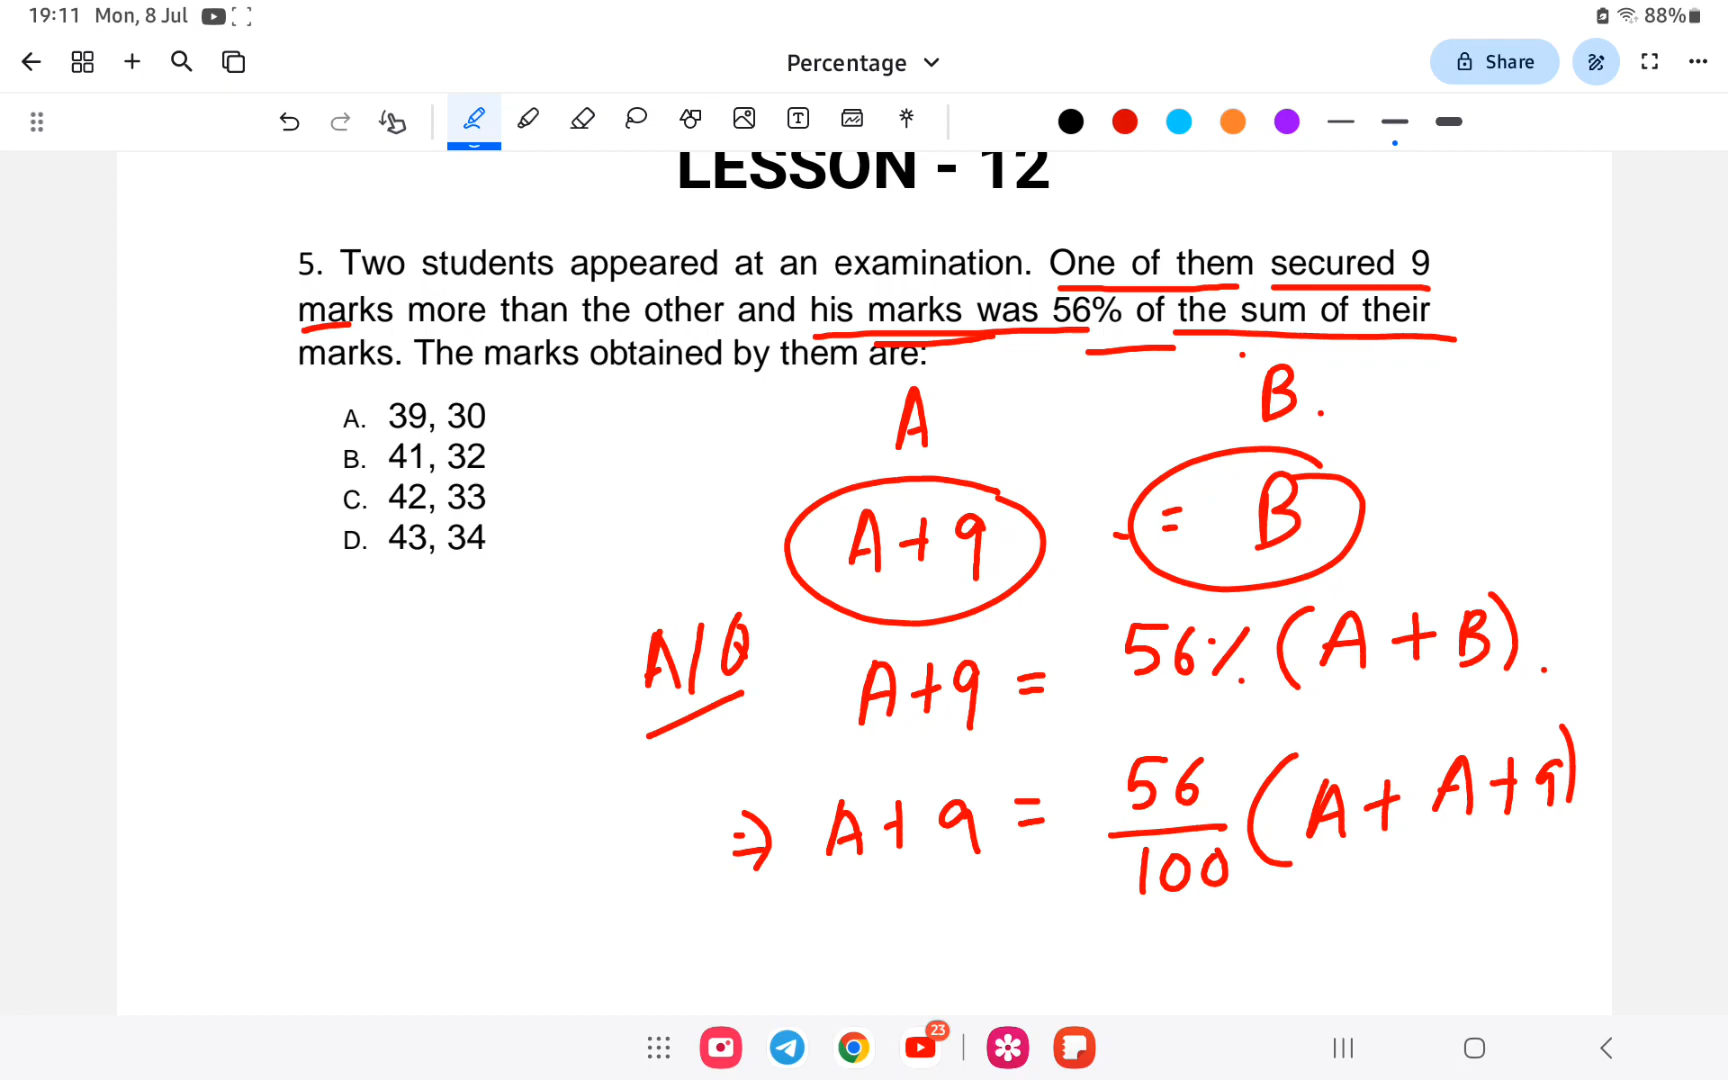 19:11 Mon, 8 Jul 88%
Percentage
Share
LESSON - 12
5. Two students appeared at an examination. One of them secured 9
marks more than the other and his marks was 56% of the sum of their
marks. The marks obtained by them are:
A. 39, 30
B. 41, 32
C. 42, 33
D. 43, 34
A B.
A+9 = B
A/Q A+9 = 56% (A+B).
⇒ A+9 = 56/100 (A+A+9)
23